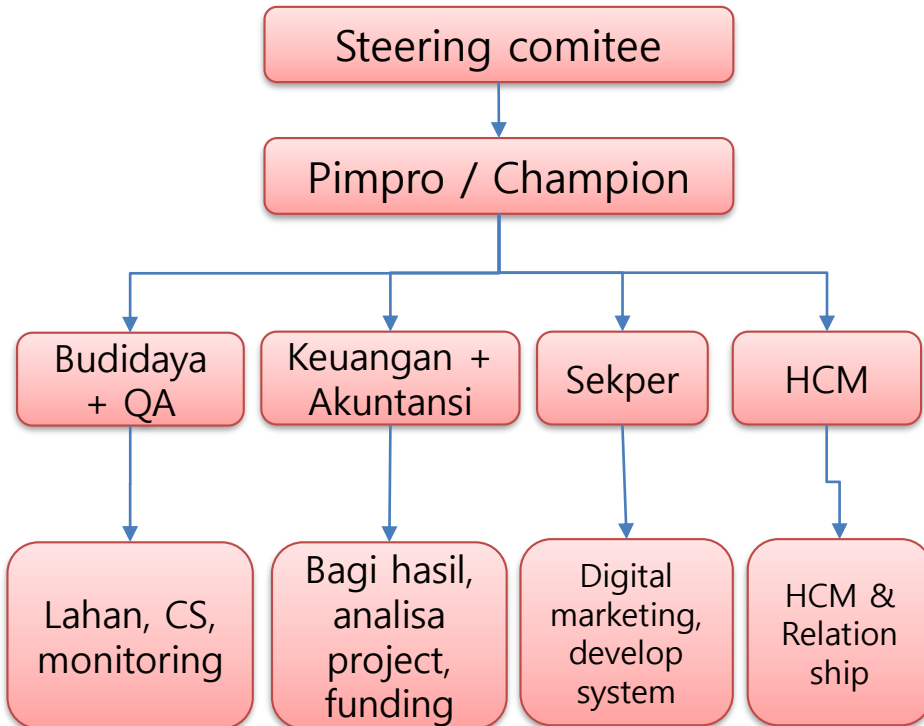 Steering comitee
Pimpro / Champion
Budidaya
+ QA
Keuangan +
Akuntansi
Sekper
HCM
Lahan, CS,
monitoring
Bagi hasil,
analisa
project,
funding
Digital
marketing,
develop
system
HCM &
Relation
ship